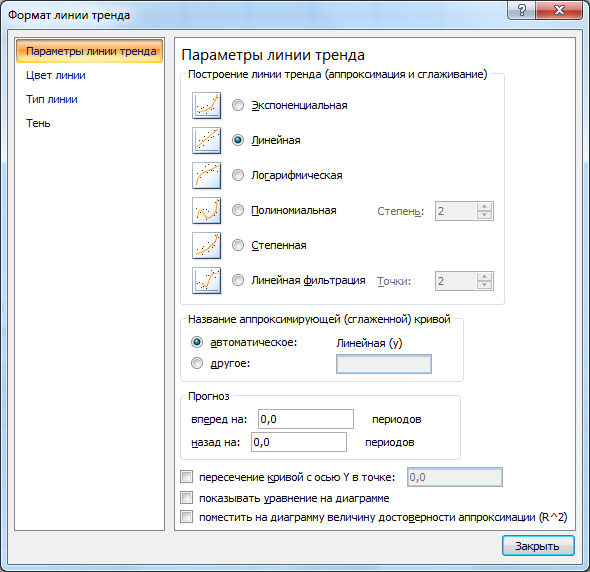 Формат линии тренда
Параметры линии тренда
Цвет линии
Тип линии
Тень
Параметры линии тренда
Построение линии тренда (аппроксимация и сглаживание)
Экспоненциальная
Линейная
Логарифмическая
Полиномиальная Степень: 2
Степенная
Линейная фильтрация Точки: 2
Название аппроксимирующей (сглаженной) кривой
автоматическое: Линейная (y)
другое:
Прогноз
вперед на: 0,0 периодов
назад на: 0,0 периодов
пересечение кривой с осью Y в точке: 0,0
показывать уравнение на диаграмме
поместить на диаграмму величину достоверности аппроксимации (R^2)
Закрыть